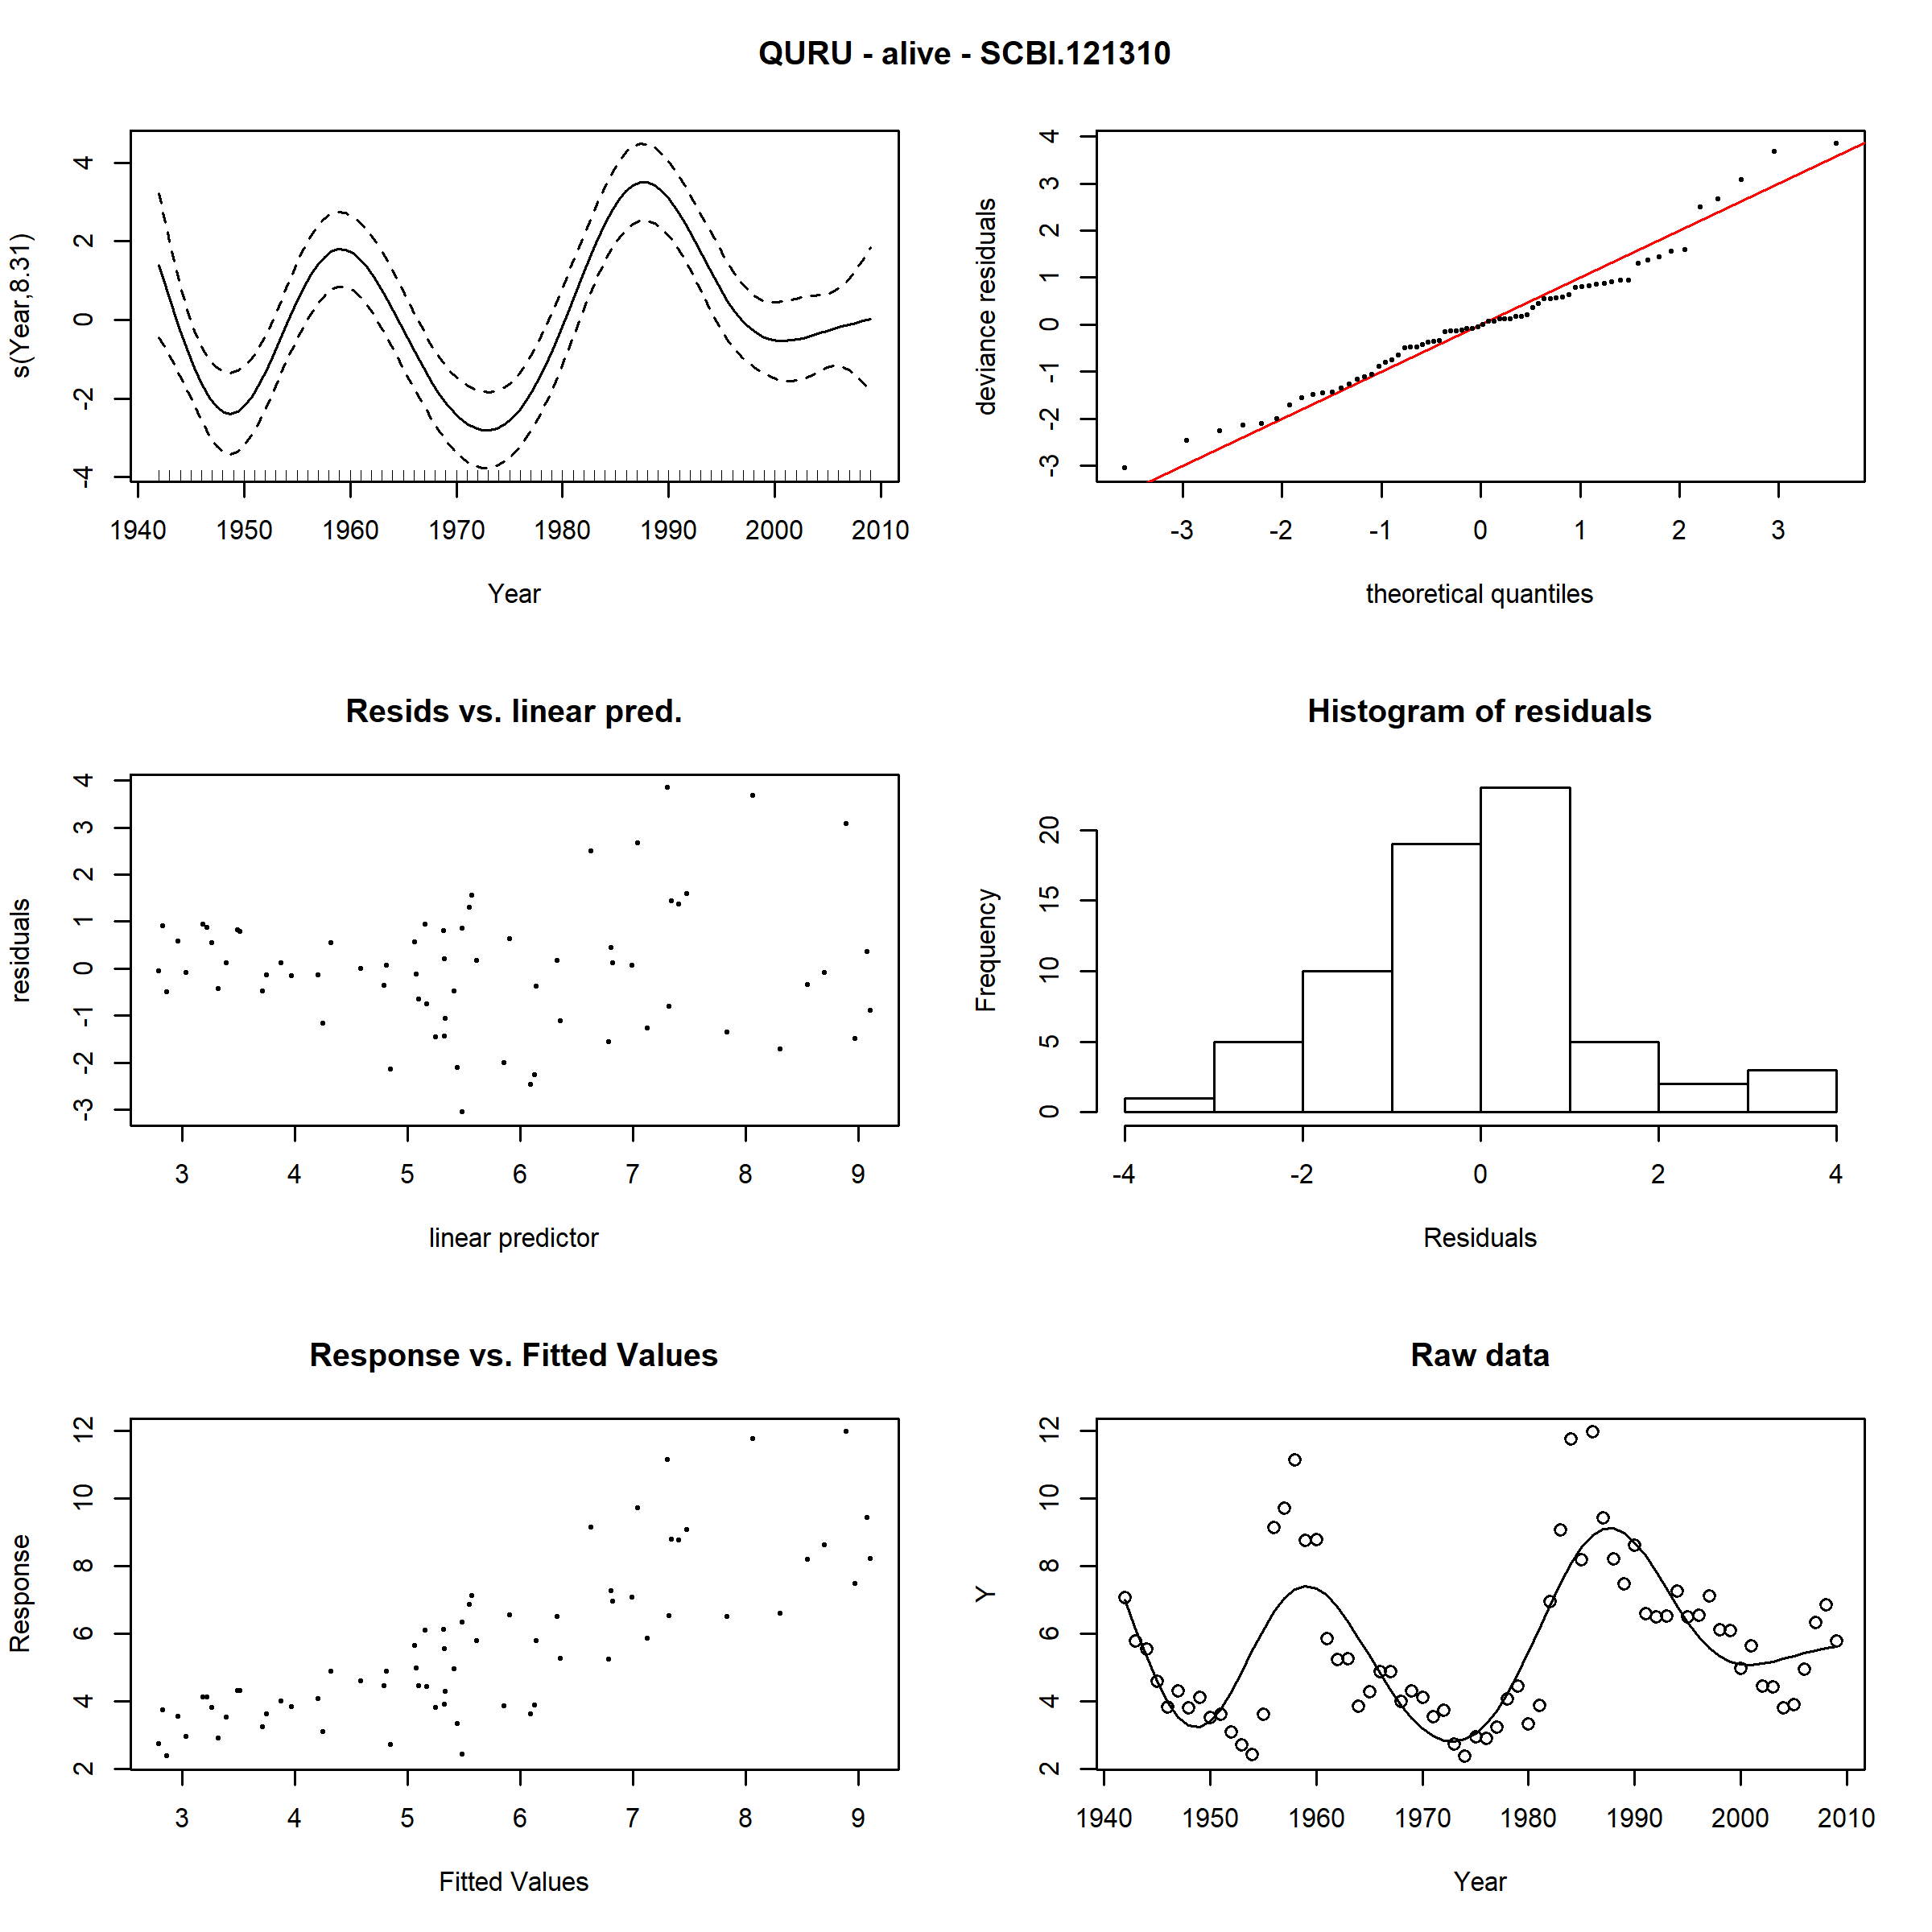 QURU - alive - SCBI.121310
s(Year,8.31)
4
2
0
-2
-4
1940 1950 1960 1970 1980 1990 2000 2010
Year
deviance residuals
4
3
2
1
0
-1
-2
-3
-3 -2 -1 0 1 2 3
theoretical quantiles
Resids vs. linear pred.
residuals
4
3
2
1
0
-1
-2
-3
3 4 5 6 7 8 9
linear predictor
Histogram of residuals
Frequency
20
15
10
5
0
-4 -2 0 2 4
Residuals
Response vs. Fitted Values
Response
12
10
8
6
4
2
3 4 5 6 7 8 9
Fitted Values
Raw data
Y
12
10
8
6
4
2
1940 1950 1960 1970 1980 1990 2000 2010
Year